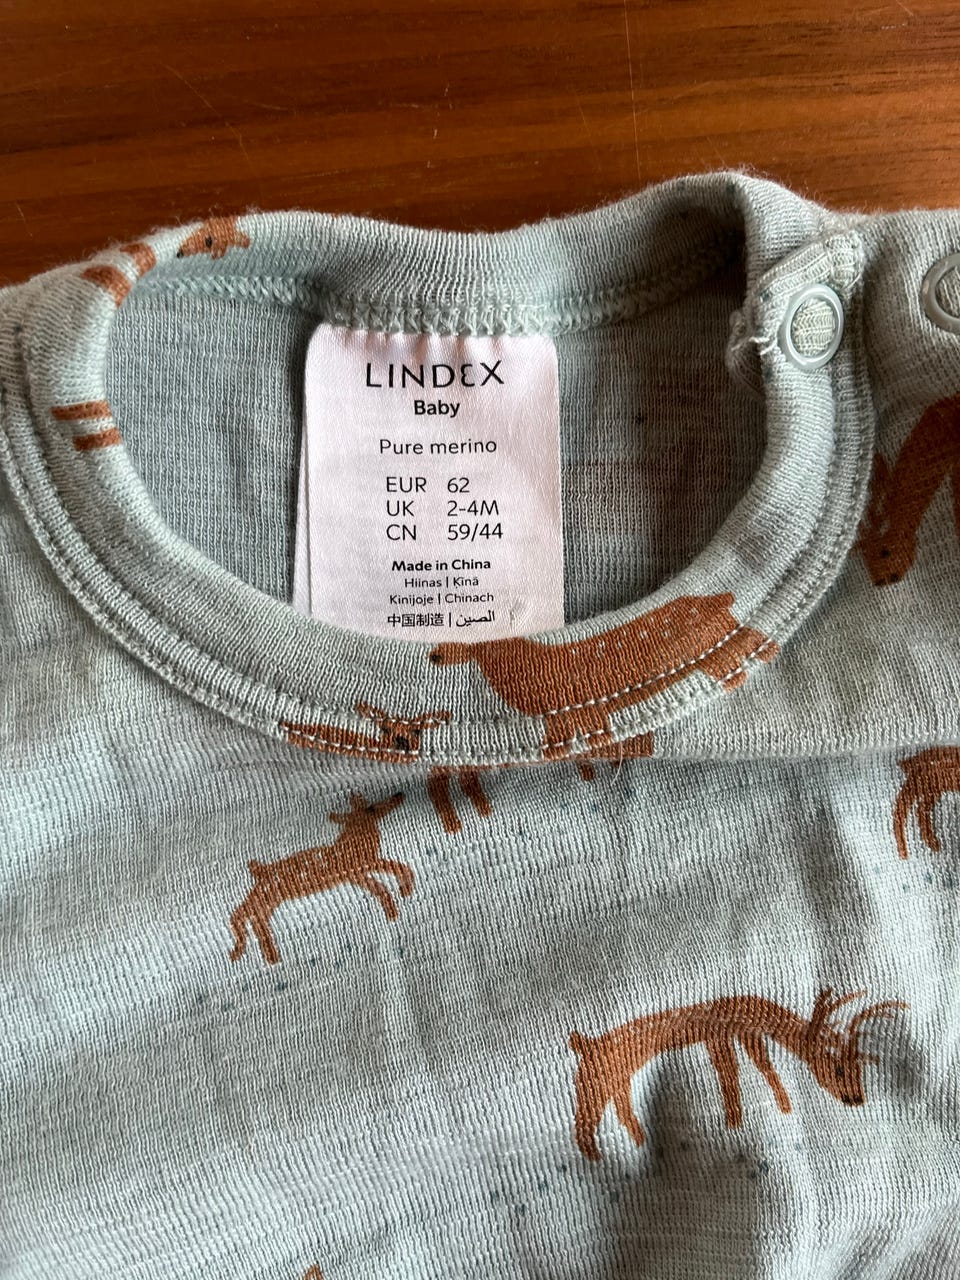 LINDEX
Baby
Pure merino
EUR 62
UK 2-4M
CN 59/44
Made in China
Hiinas | Ķīnā
Kinijoje | Chinach
中国制造 | الصين